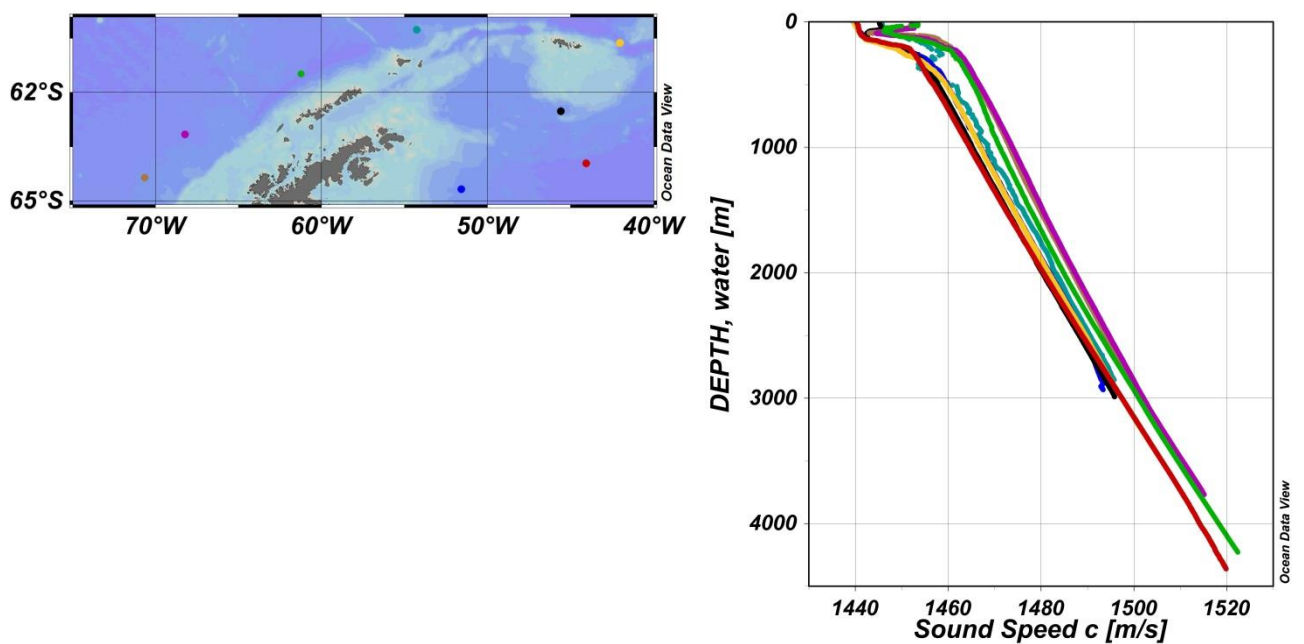 62°S
65°S
70°W 60°W 50°W 40°W
Ocean Data View
DEPTH, water [m]
0
1000
2000
3000
4000
1440 1460 1480 1500 1520
Sound Speed c [m/s]
Ocean Data View